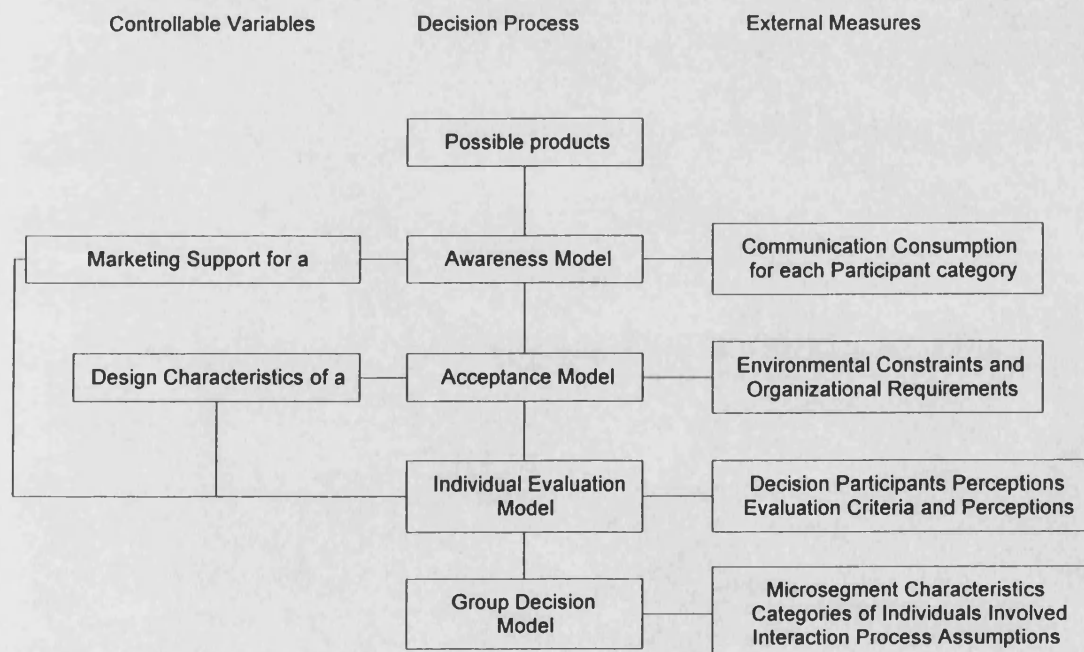 Controllable Variables Decision Process External Measures
Possible products
Marketing Support for a
Awareness Model
Communication Consumption
for each Participant category
Design Characteristics of a
Acceptance Model
Environmental Constraints and
Organizational Requirements
Individual Evaluation
Model
Decision Participants Perceptions
Evaluation Criteria and Perceptions
Group Decision
Model
Microsegment Characteristics
Categories of Individuals Involved
Interaction Process Assumptions